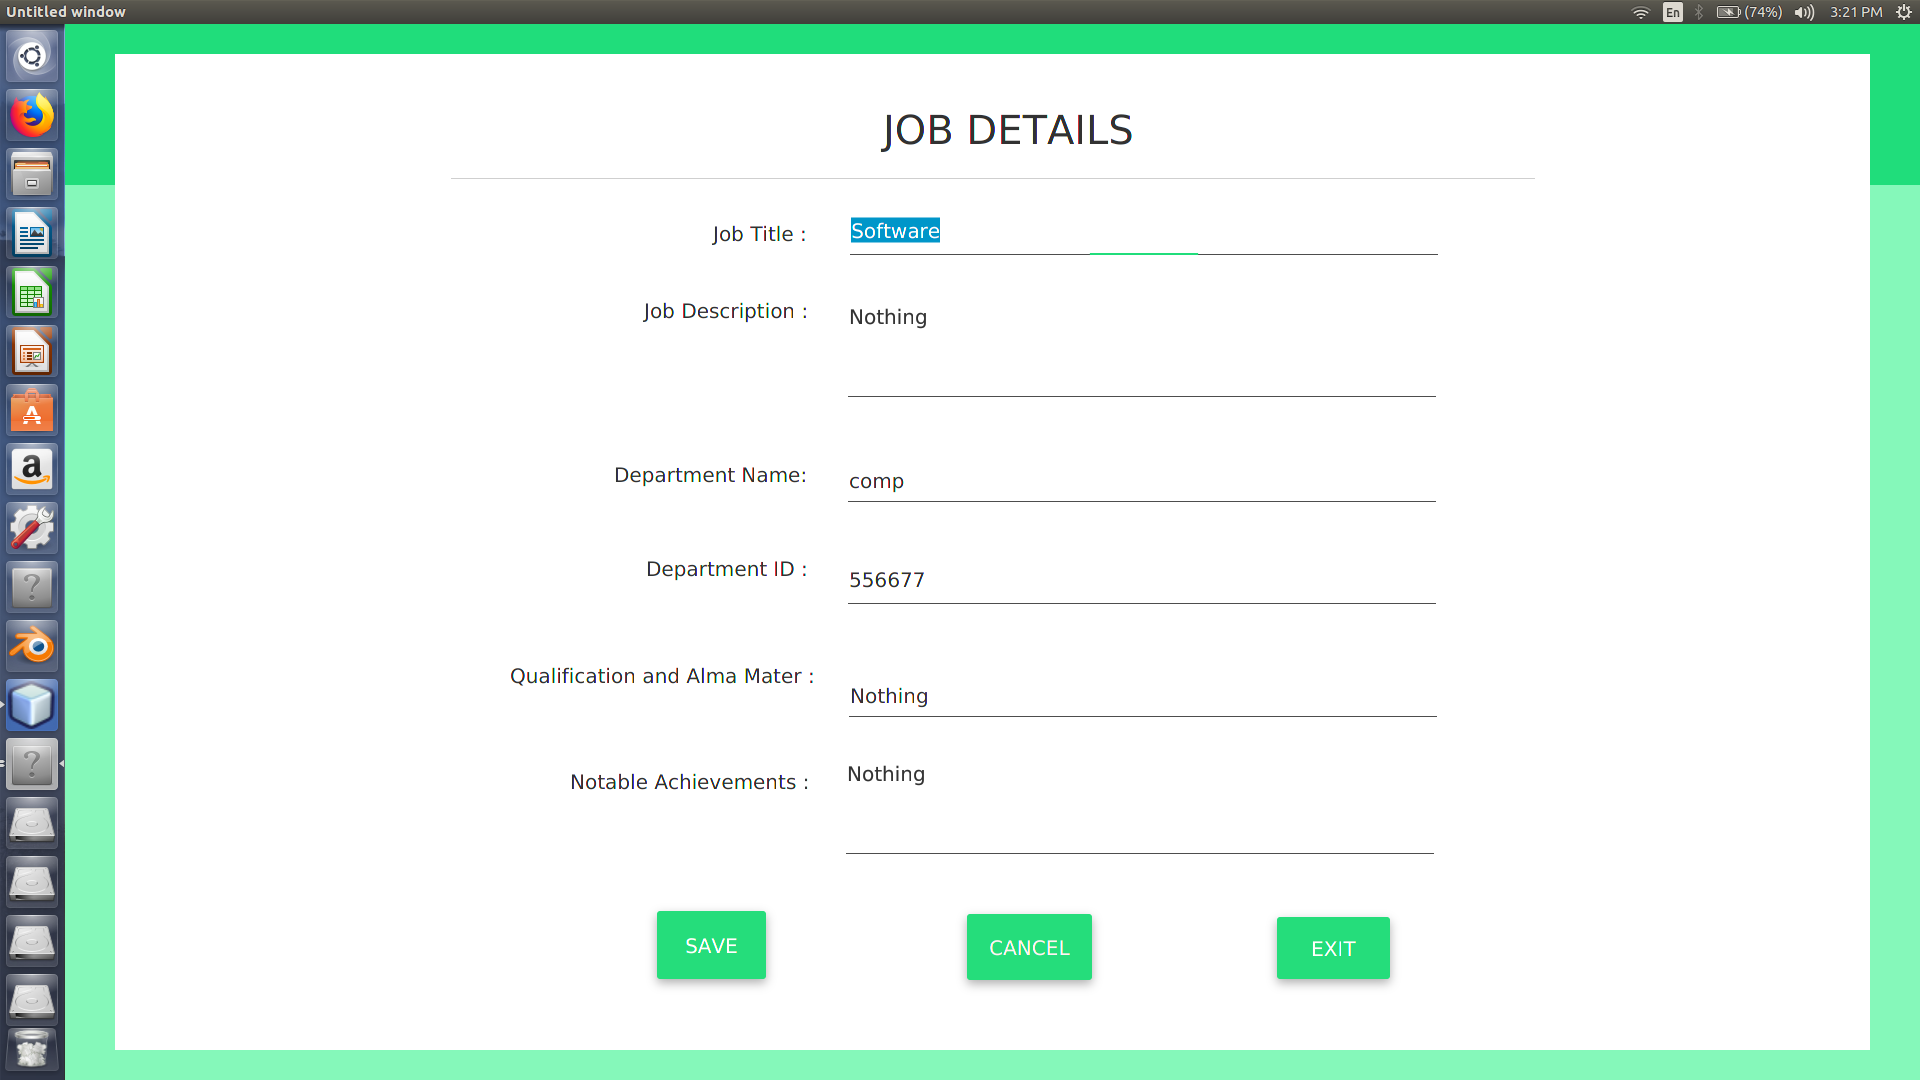 Untitled window
En (74%) 3:21 PM
JOB DETAILS
Job Title : Software
Job Description : Nothing
Department Name: comp
Department ID : 556677
Qualification and Alma Mater : Nothing
Notable Achievements : Nothing
SAVE CANCEL EXIT